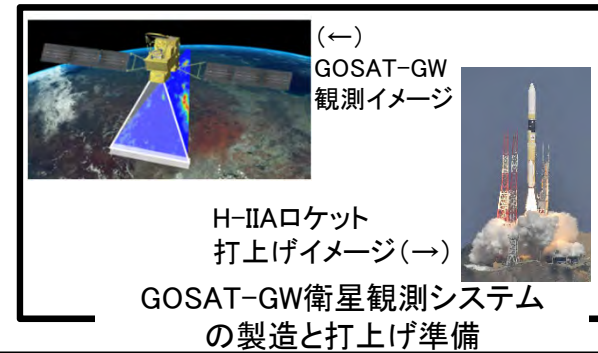 (←)
GOSAT-GW
観測イメージ
H-IIAロケット
打上げイメージ(→)
GOSAT-GW衛星観測システム
の製造と打上げ準備